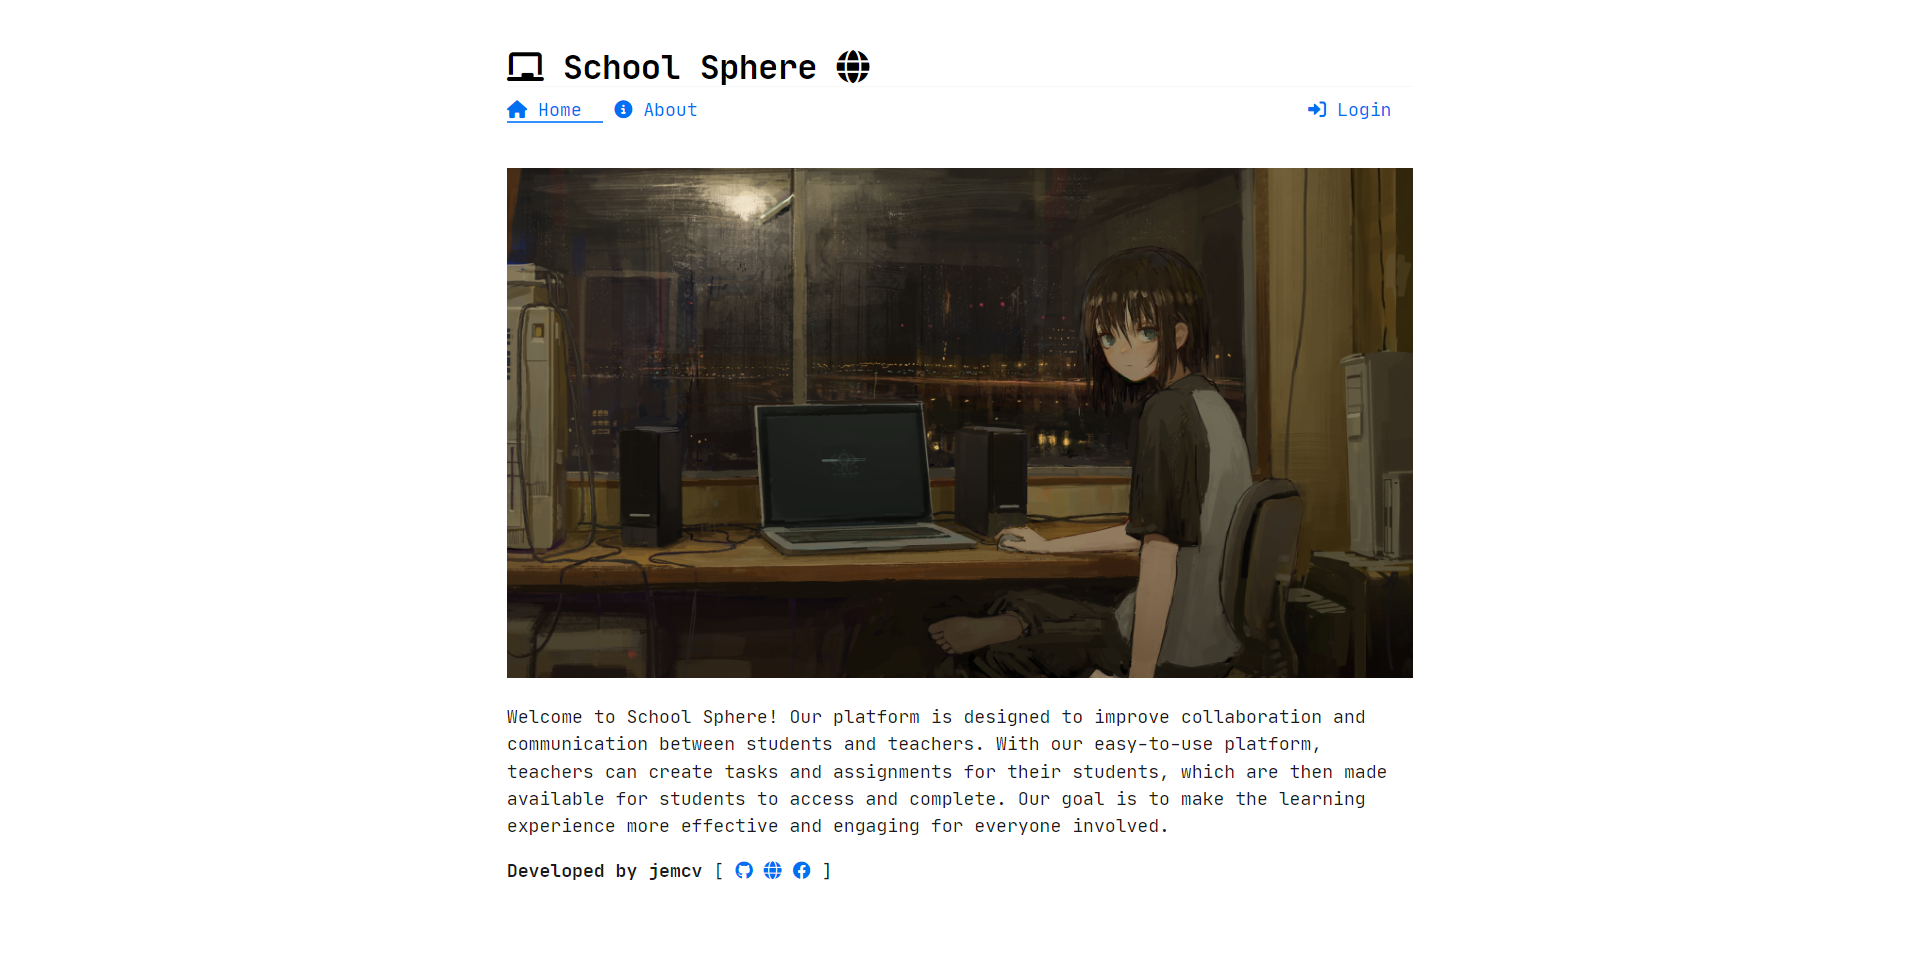 School Sphere
Home About Login
Welcome to School Sphere! Our platform is designed to improve collaboration and
communication between students and teachers. With our easy-to-use platform,
teachers can create tasks and assignments for their students, which are then made
available for students to access and complete. Our goal is to make the learning
experience more effective and engaging for everyone involved.
Developed by jemcv [ ]